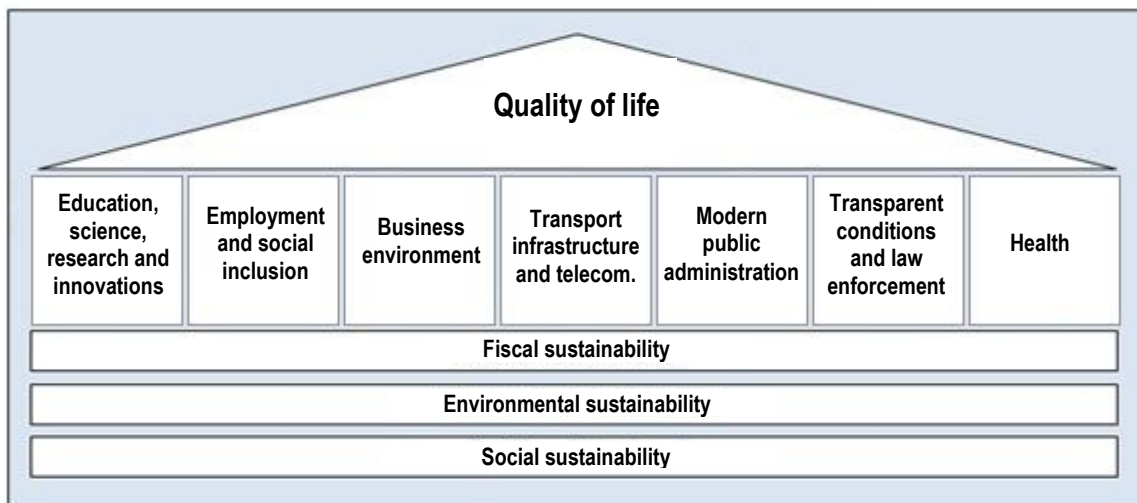 Quality of life
Education,
science,
research and
innovations
Employment
and social
inclusion
Business
environment
Transport
infrastructure
and telecom.
Modern
public
administration
Transparent
conditions
and law
enforcement
Health
Fiscal sustainability
Environmental sustainability
Social sustainability